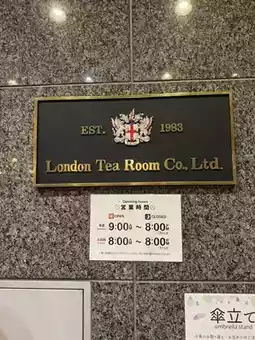 EST. 1983
London Tea Room Co., Ltd.
Opening hours
営業時間
OPEN CLOSED
9:00 ～ 8:00
8:00 ～ 8:00
傘立て
umbrella stand